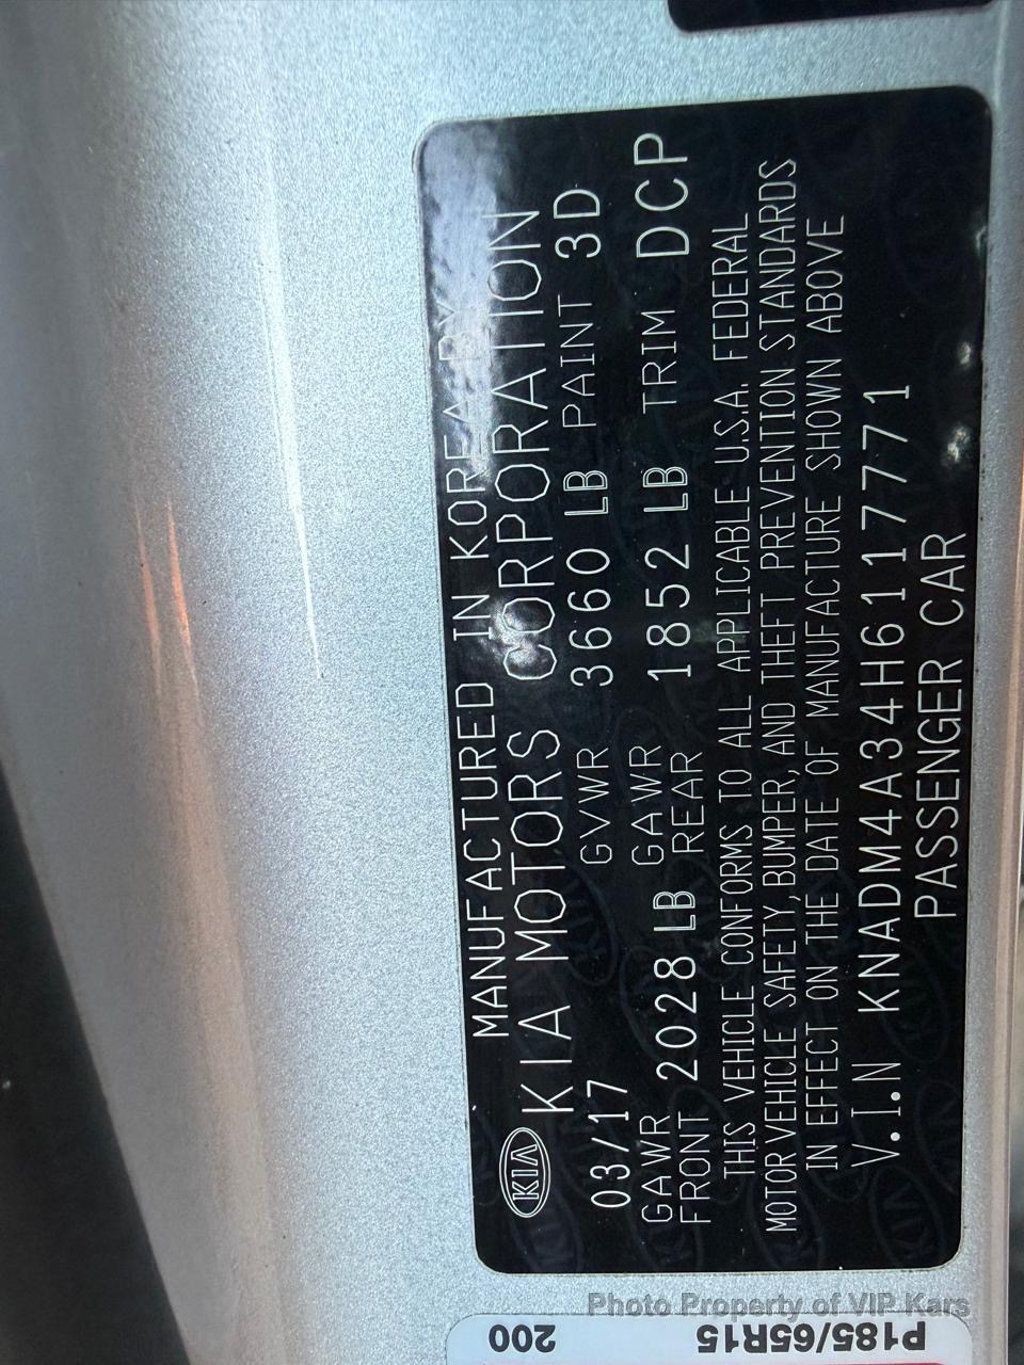 MANUFACTURED IN KOREA BY
KIA KIA MOTORS CORPORATION
03/17 GVWR 3660 LB PAINT 3D
GAWR FRONT 2028 LB GAWR REAR 1852 LB TRIM DCP
THIS VEHICLE CONFORMS TO ALL APPLICABLE U.S.A. FEDERAL
MOTOR VEHICLE SAFETY, BUMPER, AND THEFT PREVENTION STANDARDS
IN EFFECT ON THE DATE OF MANUFACTURE SHOWN ABOVE
V.I.N KNADM4A34H6117771
PASSENGER CAR
Photo Property of VIP Kars
P185/65R15
200